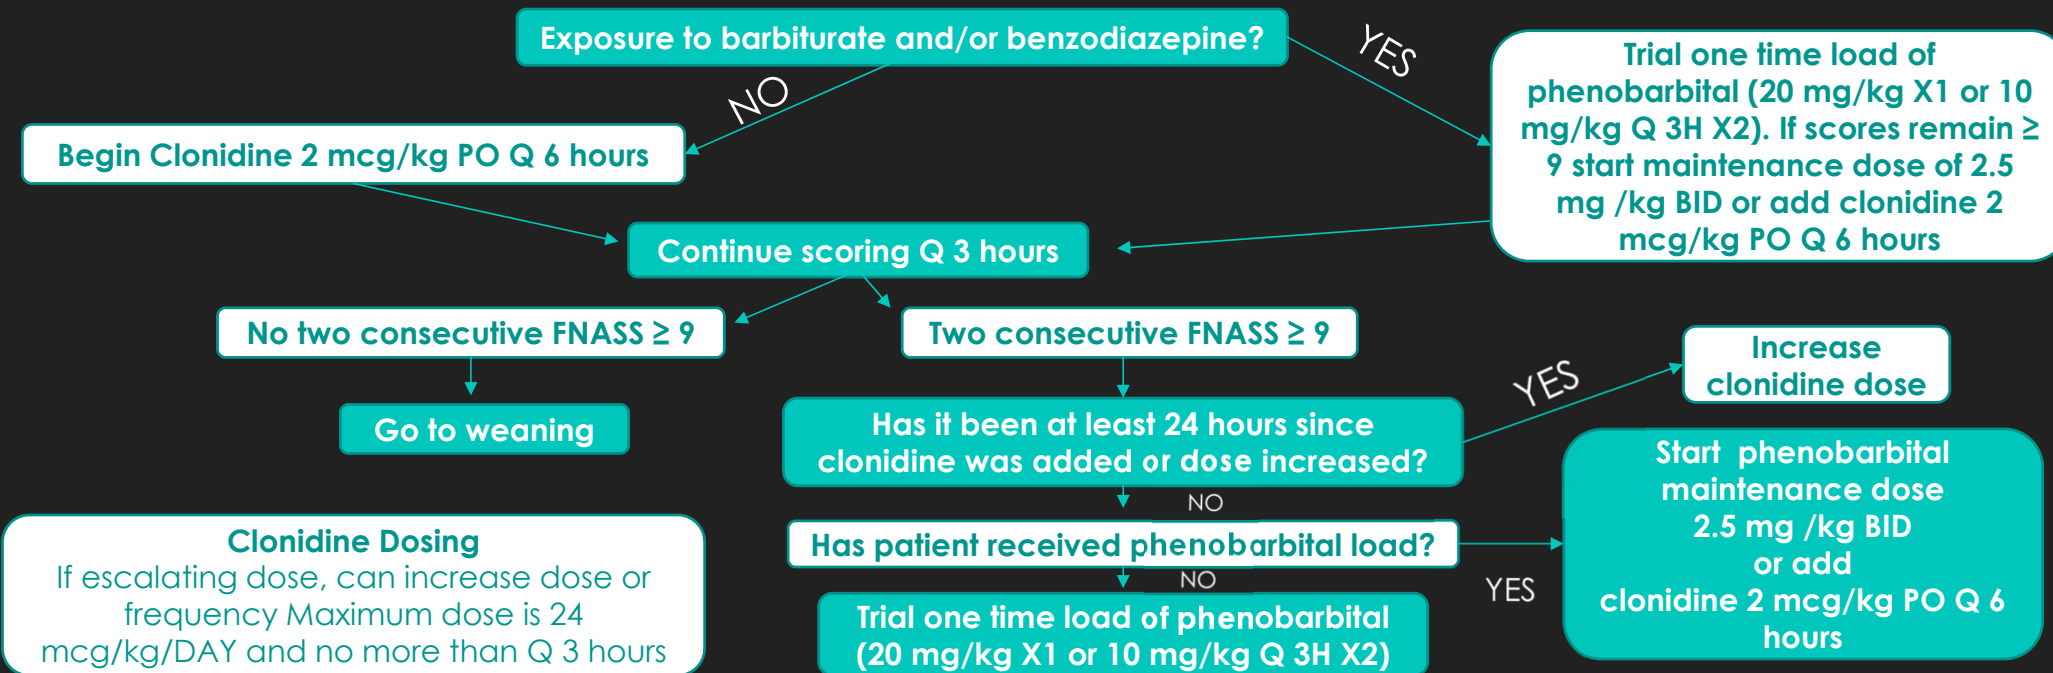 Exposure to barbiturate and/or benzodiazepine?
YES
NO
Trial one time load of
phenobarbital (20 mg/kg X1 or 10
mg/kg Q 3H X2). If scores remain ≥
9 start maintenance dose of 2.5
mg /kg BID or add clonidine 2
mcg/kg PO Q 6 hours
Begin Clonidine 2 mcg/kg PO Q 6 hours
Continue scoring Q 3 hours
No two consecutive FNASS ≥ 9
Two consecutive FNASS ≥ 9
Go to weaning
Has it been at least 24 hours since
clonidine was added or dose increased?
YES
Increase
clonidine dose
NO
Has patient received phenobarbital load?
YES
Start phenobarbital
maintenance dose
2.5 mg /kg BID
or add
clonidine 2 mcg/kg PO Q 6
hours
NO
Trial one time load of phenobarbital
(20 mg/kg X1 or 10 mg/kg Q 3H X2)
Clonidine Dosing
If escalating dose, can increase dose or
frequency Maximum dose is 24
mcg/kg/DAY and no more than Q 3 hours